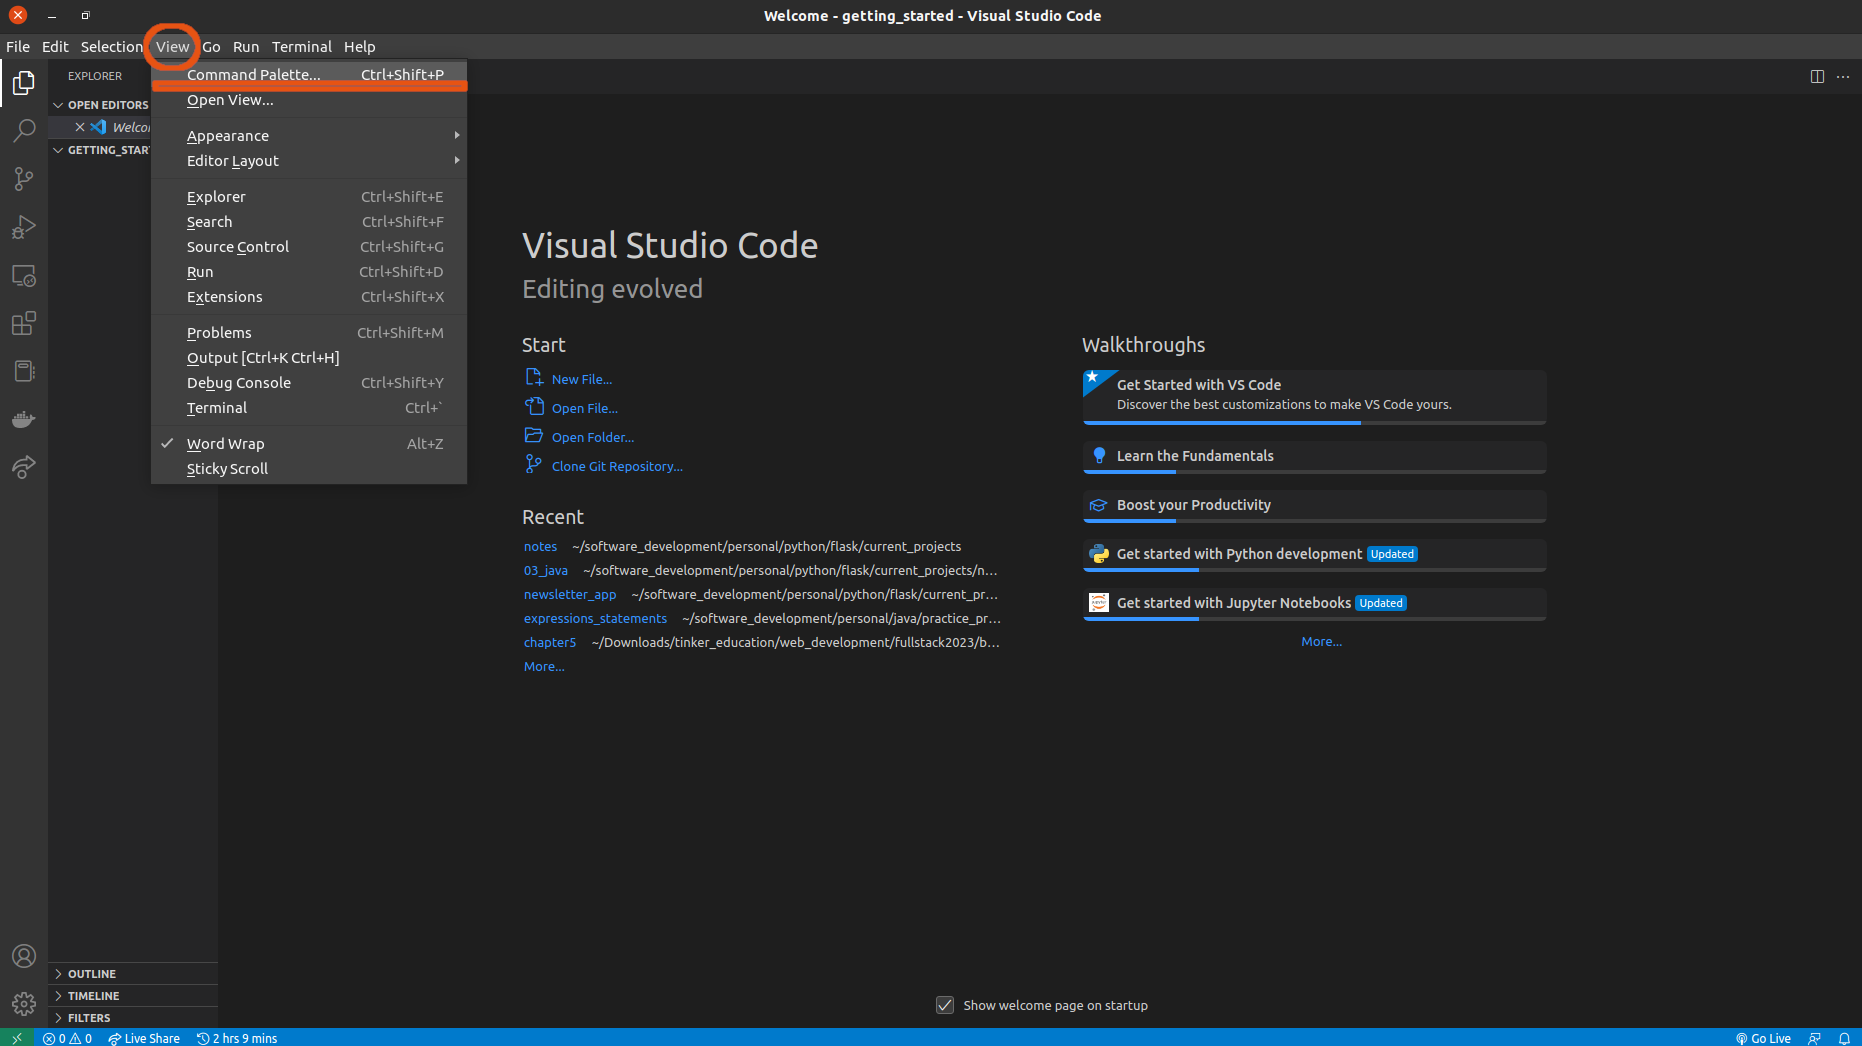 Welcome - getting_started - Visual Studio Code
File Edit Selection View Go Run Terminal Help
EXPLORER
OPEN EDITORS
Welco
GETTING_START
Command Palette... Ctrl+Shift+P
Open View...
Appearance
Editor Layout
Explorer Ctrl+Shift+E
Search Ctrl+Shift+F
Source Control Ctrl+Shift+G
Run Ctrl+Shift+D
Extensions Ctrl+Shift+X
Problems Ctrl+Shift+M
Output [Ctrl+K Ctrl+H]
Debug Console Ctrl+Shift+Y
Terminal Ctrl+`
Word Wrap Alt+Z
Sticky Scroll
Visual Studio Code
Editing evolved
Start
New File...
Open File...
Open Folder...
Clone Git Repository...
Recent
notes ~/software_development/personal/python/flask/current_projects
03_java ~/software_development/personal/python/flask/current_projects/n...
newsletter_app ~/software_development/personal/python/flask/current_pr...
expressions_statements ~/software_development/personal/java/practice_pr...
chapter5 ~/Downloads/tinker_education/web_development/fullstack2023/b...
More...
Walkthroughs
Get Started with VS Code
Discover the best customizations to make VS Code yours.
Learn the Fundamentals
Boost your Productivity
Get started with Python development Updated
Get started with Jupyter Notebooks Updated
More...
Show welcome page on startup
OUTLINE
TIMELINE
FILTERS
0 0 Live Share 2 hrs 9 mins Go Live